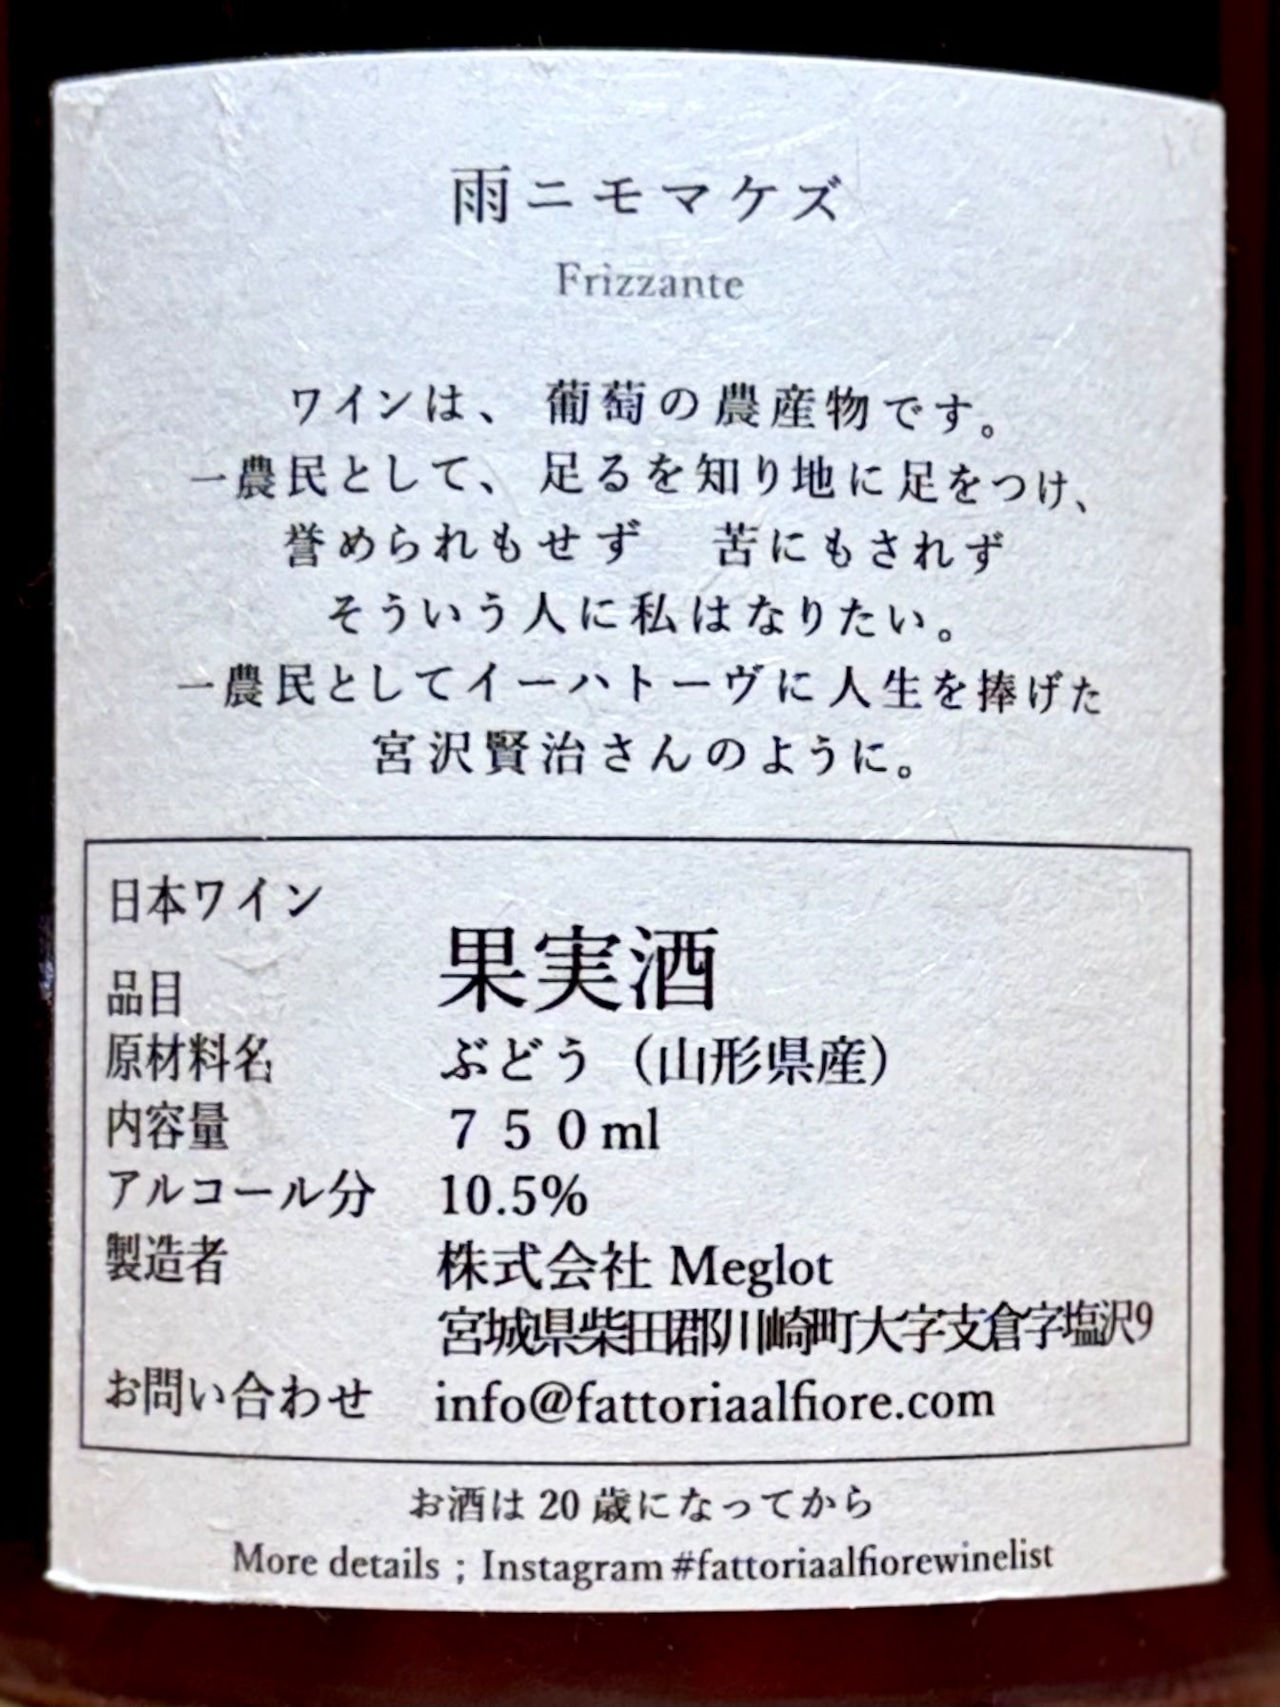 雨ニモマケズ
Frizzante
ワインは、葡萄の農産物です。
一農民として、足るを知り地に足をつけ、
誉められもせず　苦にもされず
そういう人に私はなりたい。
一農民としてイーハトーヴに人生を捧げた
宮沢賢治さんのように。
日本ワイン
品目 果実酒
原材料名 ぶどう（山形県産）
内容量 ７５０ml
アルコール分 10.5%
製造者 株式会社 Meglot
宮城県柴田郡川崎町大字支倉字塩沢9
お問い合わせ info@fattoriaalfiore.com
お酒は 20 歳になってから
More details ; Instagram #fattoriaalfiorewinelist